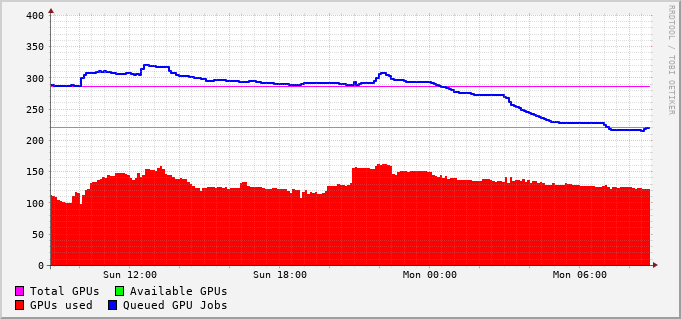 400
350
300
250
200
150
100
50
0
Sun 12:00 Sun 18:00 Mon 00:00 Mon 06:00
Total GPUs Available GPUs
GPUs used Queued GPU Jobs
RRDTOOL / TOBI OETIKER